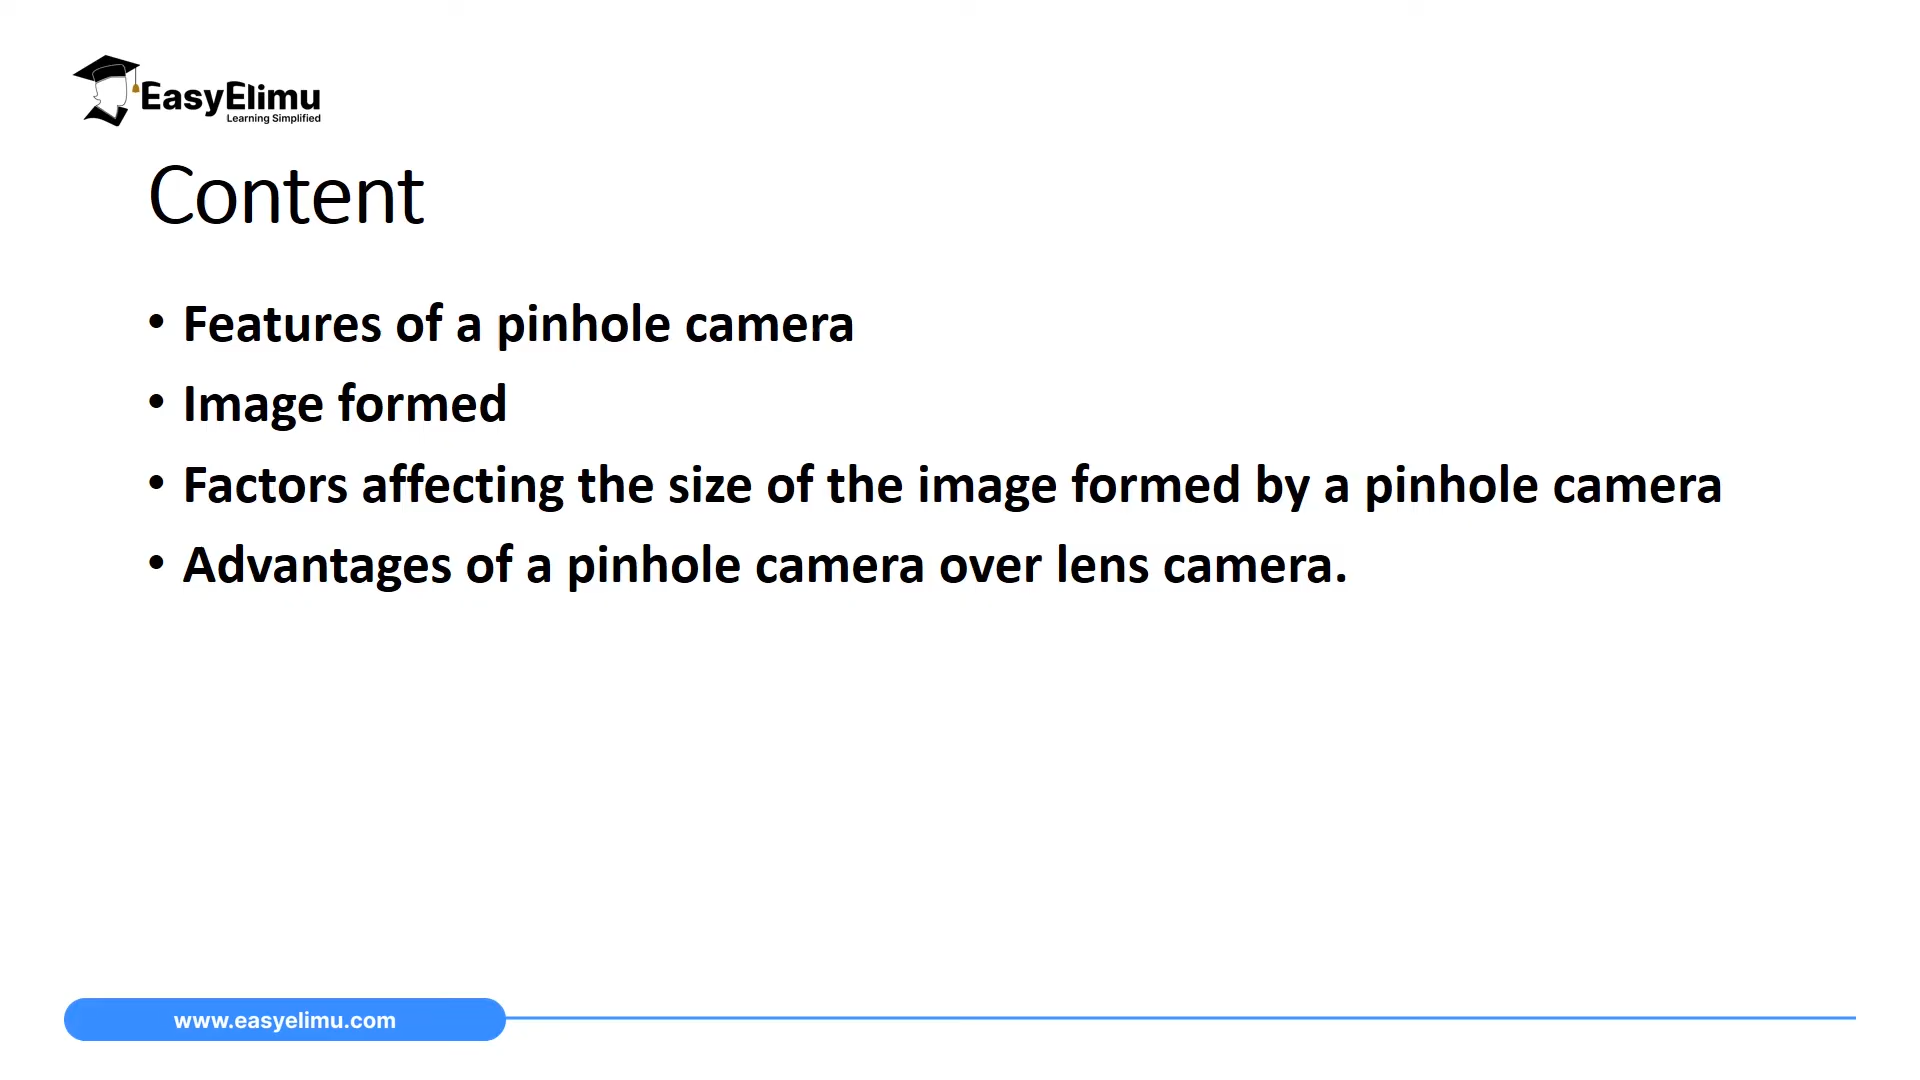 EasyElimu
Learning Simplified
Content
• Features of a pinhole camera
• Image formed
• Factors affecting the size of the image formed by a pinhole camera
• Advantages of a pinhole camera over lens camera.
www.easyelimu.com